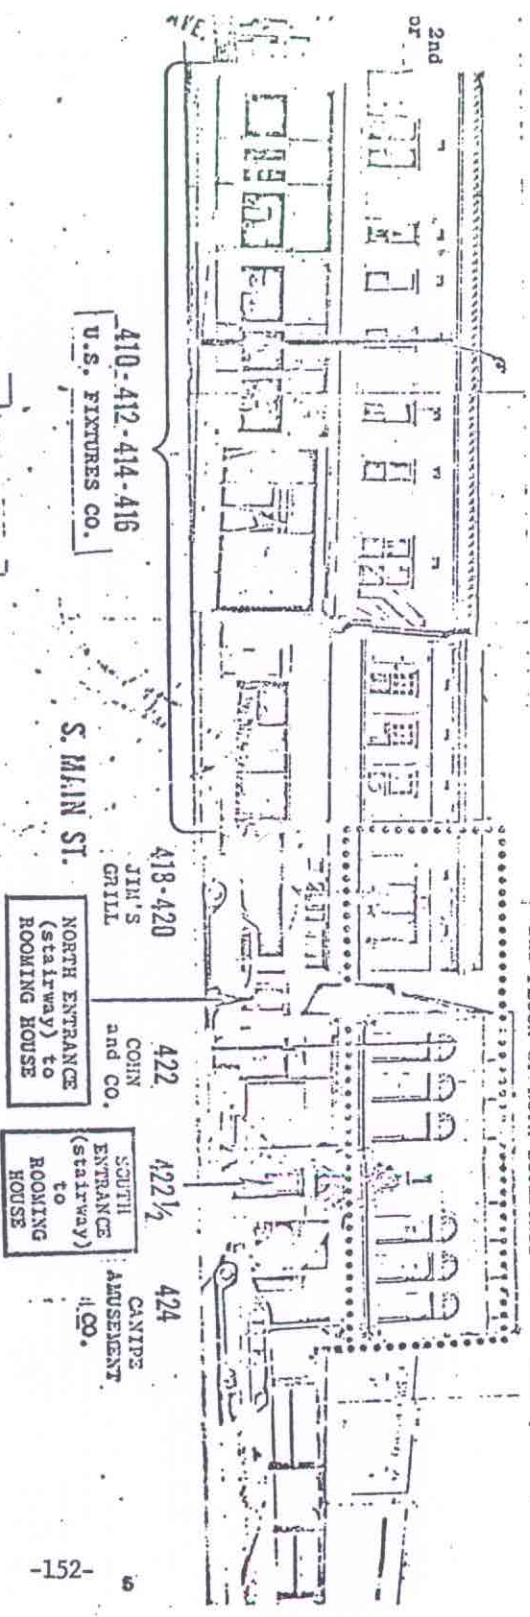 2nd
or
AVE.
410-412-414-416
U.S. FIXTURES CO.
S. MAIN ST.
418-420
JIM'S
GRILL
NORTH ENTRANCE
(stairway) to
ROOMING HOUSE
422
COHN
and CO.
422½
SOUTH
ENTRANCE
(stairway)
to
ROOMING
HOUSE
424
CANIPE
AMUSEMENT
CO.
-152-